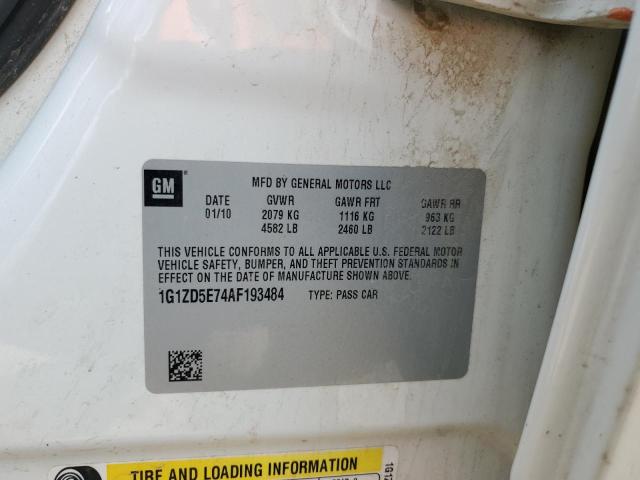 GM
MFD BY GENERAL MOTORS LLC
DATE GVWR GAWR FRT GAWR RR
01/10 2079 KG 1116 KG 963 KG
4582 LB 2460 LB 2122 LB
THIS VEHICLE CONFORMS TO ALL APPLICABLE U.S. FEDERAL MOTOR
VEHICLE SAFETY, BUMPER, AND THEFT PREVENTION STANDARDS IN
EFFECT ON THE DATE OF MANUFACTURE SHOWN ABOVE.
1G1ZD5E74AF193484 TYPE: PASS CAR
TIRE AND LOADING INFORMATION